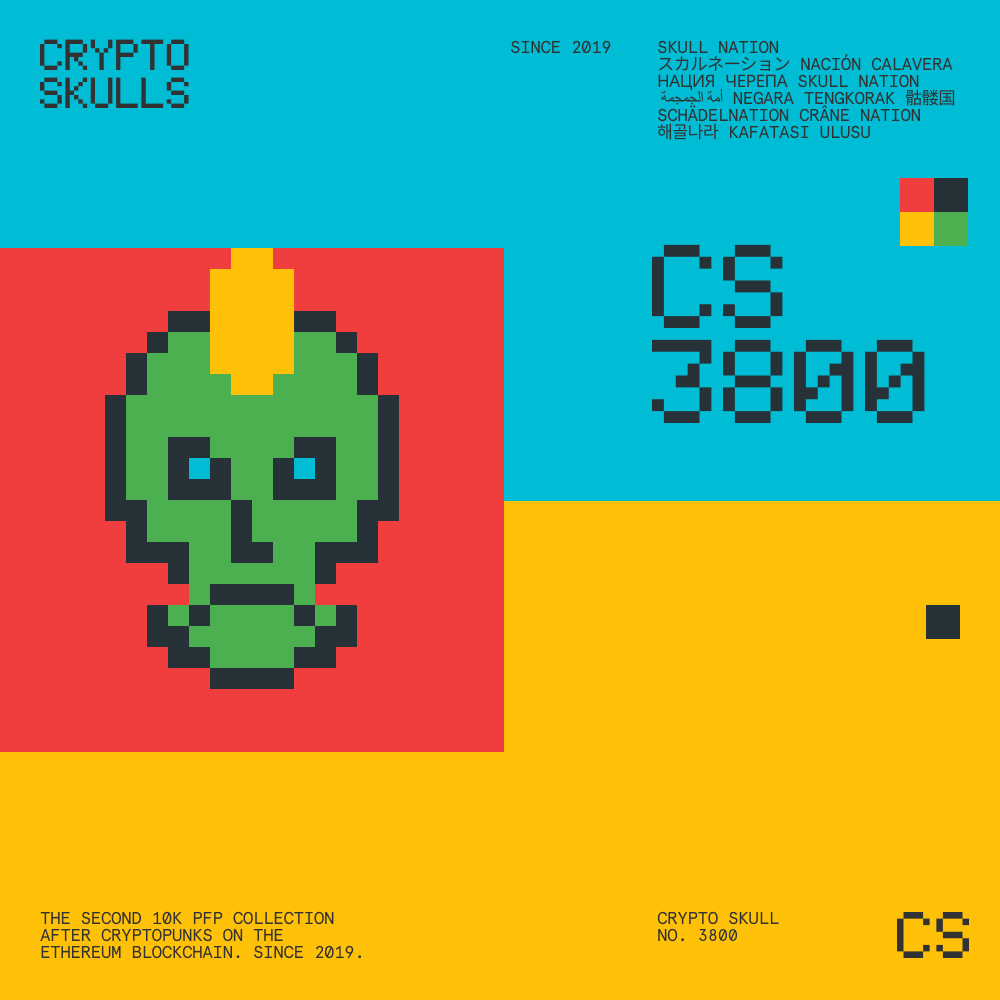 CRYPTO
SKULLS
SINCE 2019
SKULL NATION
スカルネーション NACIÓN CALAVERA
НАЦИЯ ЧЕРЕПА SKULL NATION
أمة الجمجمة NEGARA TENGKORAK 骷髅国
SCHÄDELNATION CRÂNE NATION
해골나라 KAFATASI ULUSU
CS
3800
THE SECOND 10K PFP COLLECTION
AFTER CRYPTOPUNKS ON THE
ETHEREUM BLOCKCHAIN. SINCE 2019.
CRYPTO SKULL
NO. 3800
CS